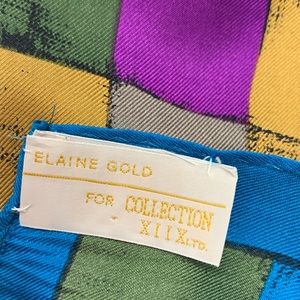 ELAINE GOLD
FOR COLLECTION
XIIX LTD.